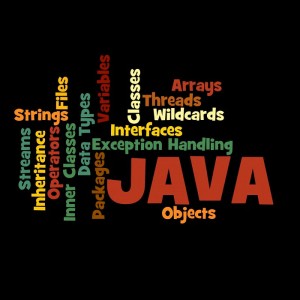 Arrays
Threads
Strings
Wildcards
Interfaces
Exception Handling
JAVA
Objects
Streams
Inheritance
Operators
Files
Inner Classes
Data Types
Packages
Variables
Classes